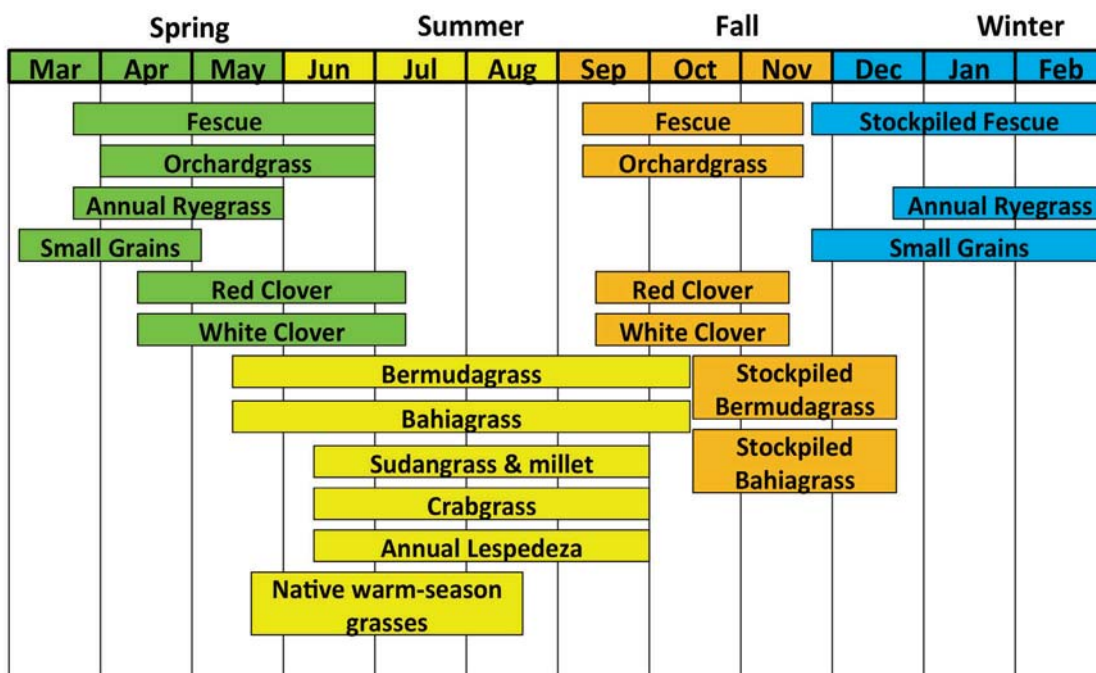 Spring Summer Fall Winter
Mar Apr May Jun Jul Aug Sep Oct Nov Dec Jan Feb
Fescue Fescue Stockpiled Fescue
Orchardgrass Orchardgrass
Annual Ryegrass Annual Ryegrass
Small Grains Small Grains
Red Clover Red Clover
White Clover White Clover
Bermudagrass Stockpiled
Bermudagrass
Bahiagrass
Stockpiled
Bahiagrass
Sudangrass & millet
Crabgrass
Annual Lespedeza
Native warm-season
grasses